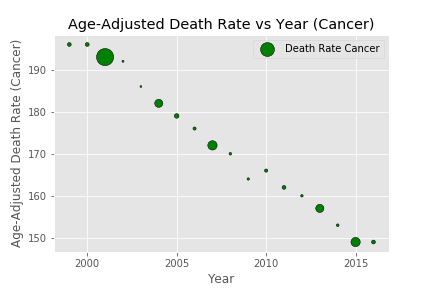 Age-Adjusted Death Rate vs Year (Cancer)
Death Rate Cancer
Age-Adjusted Death Rate (Cancer)
190
180
170
160
150
2000
2005
2010
2015
Year